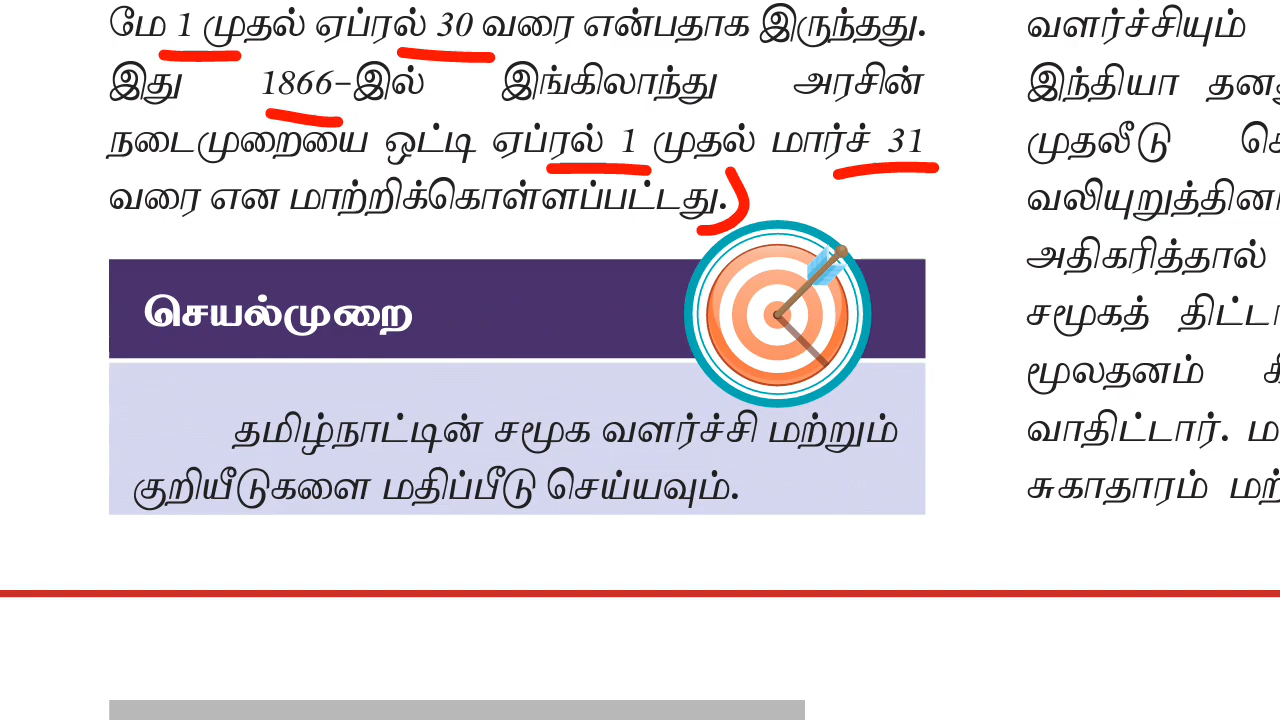 மே 1 முதல் ஏப்ரல் 30 வரை என்பதாக இருந்தது.
இது 1866-இல் இங்கிலாந்து அரசின்
நடைமுறையை ஒட்டி ஏப்ரல் 1 முதல் மார்ச் 31
வரை என மாற்றிக்கொள்ளப்பட்டது.
செயல்முறை
தமிழ்நாட்டின் சமூக வளர்ச்சி மற்றும்
குறியீடுகளை மதிப்பீடு செய்யவும்.
வளர்ச்சியும்
இந்தியா
முதலீடு
அதிகரித்தால்
சமூகத்
மூலதனம்
வாதிட்டார்.
சுகாதாரம்